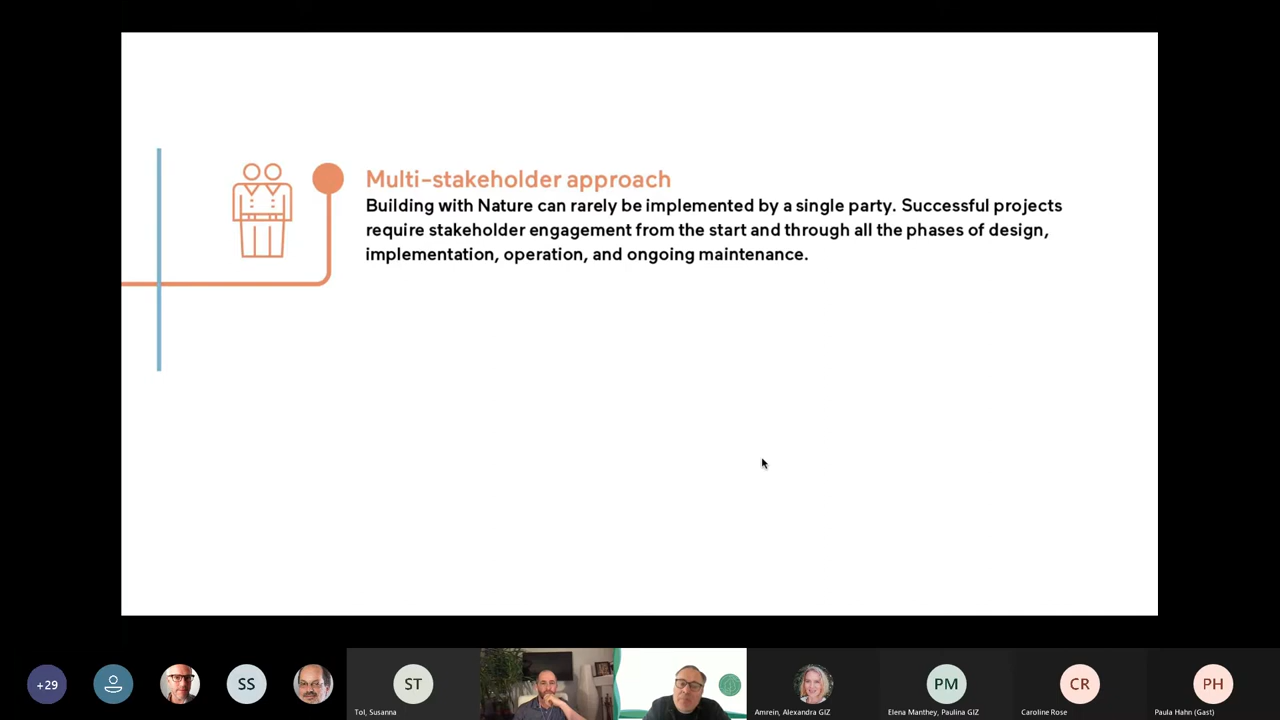 Multi-stakeholder approach
Building with Nature can rarely be implemented by a single party. Successful projects
require stakeholder engagement from the start and through all the phases of design,
implementation, operation, and ongoing maintenance.
+29
SS
ST
PM
CR
PH
Tol, Susanna
Amrein, Alexandra GIZ
Elena Manthey, Paulina GIZ
Caroline Rose
Paula Hahn (Gast)